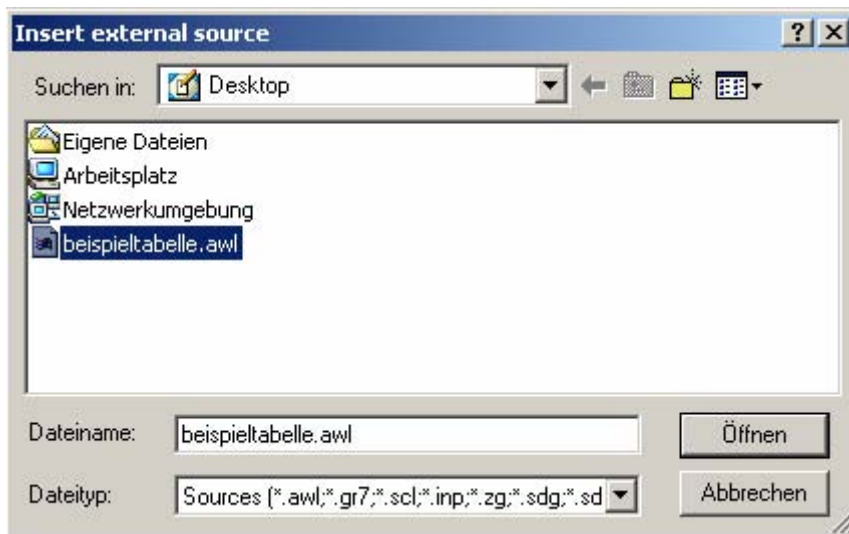 Insert external source
Suchen in: Desktop
Eigene Dateien
Arbeitsplatz
Netzwerkumgebung
beispieltabelle.awl
Dateiname: beispieltabelle.awl Öffnen
Dateityp: Sources (*.awl;*.gr7;*.scl;*.inp;*.zg;*.sdg;*.sd Abbrechen